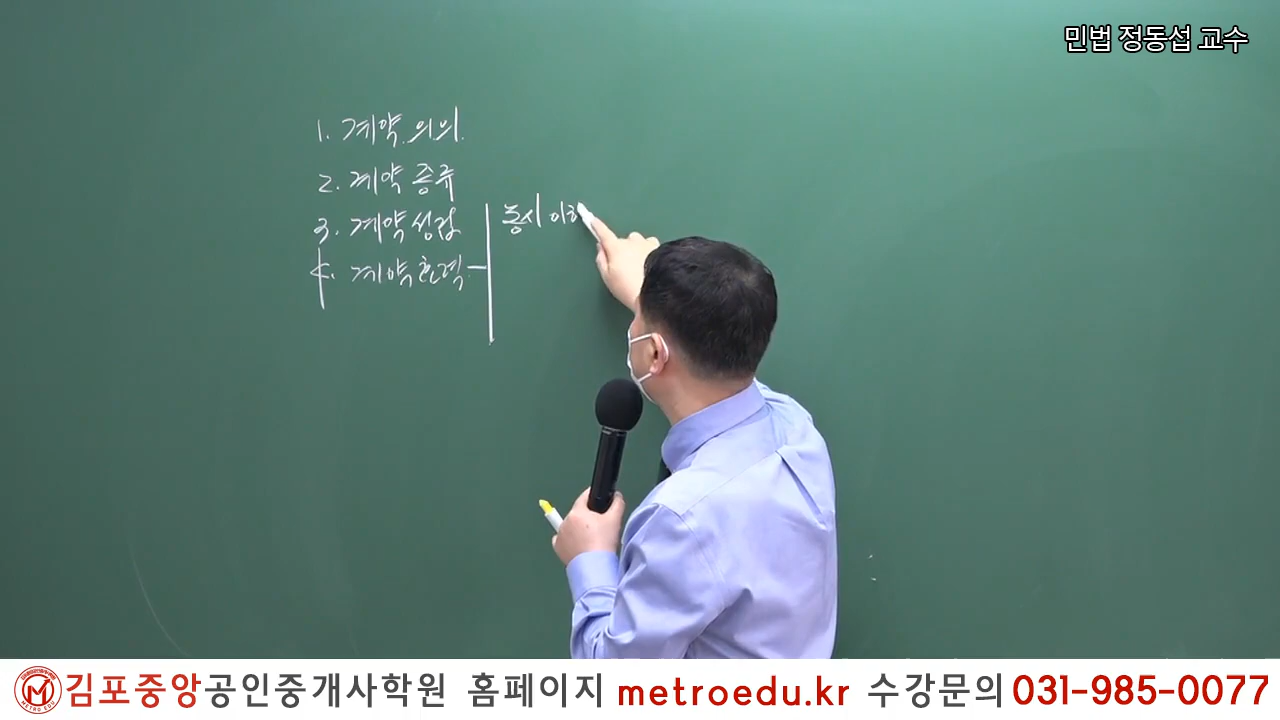 민법 정동섭 교수
1. 계약 의의.
2. 계약 종류
3. 계약 성립
4. 계약 효력
동시 이
METRO EDU
김포중앙공인중개사학원 홈페이지 metroedu.kr 수강문의 031-985-0077